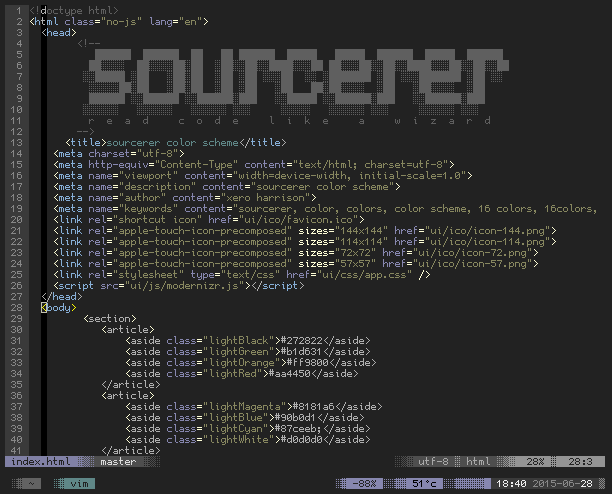 1 <!doctype html>
2 <html class="no-js" lang="en">
3 <head>
4 <!--
5
6
7 sourcerer
8
9
10
11 r e a d   c o d e   l i k e   a   w i z a r d
12 -->
13 <title>sourcerer color scheme</title>
14 <meta charset="utf-8">
15 <meta http-equiv="Content-Type" content="text/html; charset=utf-8">
16 <meta name="viewport" content="width=device-width, initial-scale=1.0">
17 <meta name="description" content="sourcerer color scheme">
18 <meta name="author" content="xero harrison">
19 <meta name="keywords" content="sourcerer, color, colors, color scheme, 16 colors, 16colors,
20 <link rel="shortcut icon" href="ui/ico/favicon.ico">
21 <link rel="apple-touch-icon-precomposed" sizes="144x144" href="ui/ico/icon-144.png">
22 <link rel="apple-touch-icon-precomposed" sizes="114x114" href="ui/ico/icon-114.png">
23 <link rel="apple-touch-icon-precomposed" sizes="72x72" href="ui/ico/icon-72.png">
24 <link rel="apple-touch-icon-precomposed" sizes="57x57" href="ui/ico/icon-57.png">
25 <link rel="stylesheet" type="text/css" href="ui/css/app.css" />
26 <script src="ui/js/modernizr.js"></script>
27 </head>
28 <body>
29 <section>
30 <article>
31 <aside class="lightBlack">#272822</aside>
32 <aside class="lightGreen">#b1d631</aside>
33 <aside class="lightOrange">#ff9800</aside>
34 <aside class="lightRed">#aa4450</aside>
35 </article>
36 <article>
37 <aside class="lightMagenta">#8181a6</aside>
38 <aside class="lightBlue">#90b0d1</aside>
39 <aside class="lightCyan">#87ceeb;</aside>
40 <aside class="lightWhite">#d0d0d0</aside>
41 </article>
index.html master utf-8 html 28% 28:3
~ vim ~88% 51°c 18:40 2015-06-28